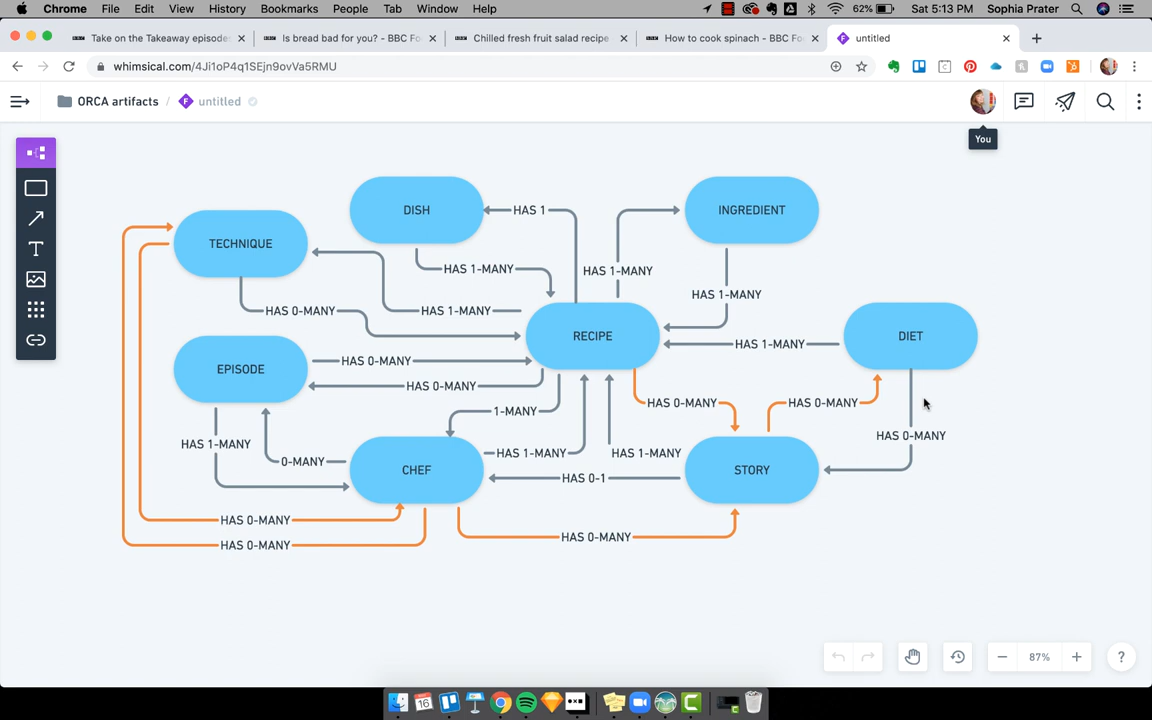 Chrome File Edit View History Bookmarks People Tab Window Help 62% Sat 5:13 PM Sophia Prater
Take on the Takeaway episode
Is bread bad for you? - BBC F
Chilled fresh fruit salad recipe
How to cook spinach - BBC Fo
untitled
whimsical.com/4Ji1oP4q1SEjn9ovVa5RMU
ORCA artifacts / untitled
You
DISH
HAS 1
INGREDIENT
TECHNIQUE
HAS 1-MANY
HAS 1-MANY
HAS 1-MANY
HAS 0-MANY
HAS 1-MANY
RECIPE
HAS 1-MANY
DIET
EPISODE
HAS 0-MANY
HAS 0-MANY
1-MANY
HAS 0-MANY
HAS 0-MANY
HAS 0-MANY
HAS 1-MANY
0-MANY
CHEF
HAS 1-MANY
HAS 1-MANY
HAS 0-1
STORY
HAS 0-MANY
HAS 0-MANY
HAS 0-MANY
87%
?
16